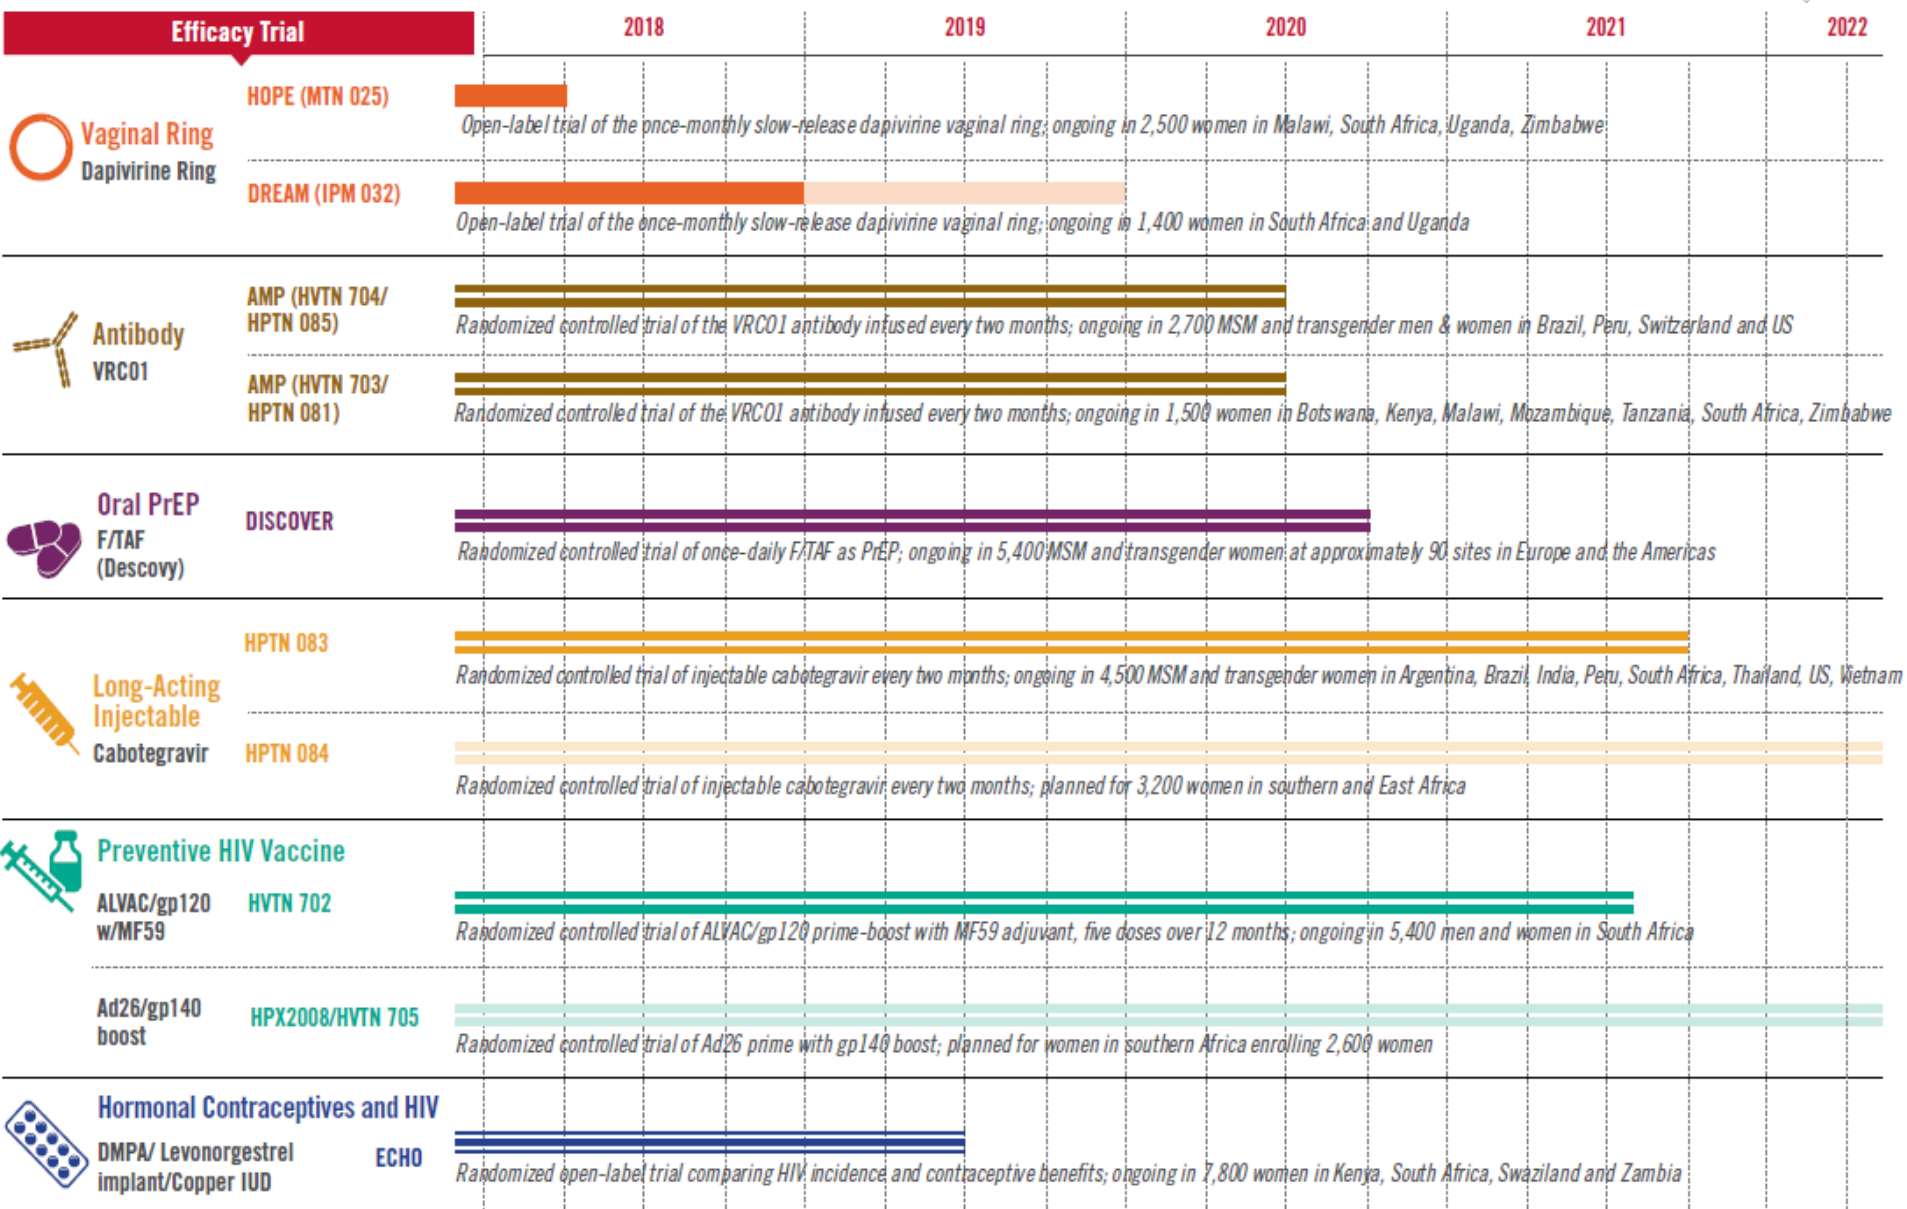 Efficacy Trial
2018 2019 2020 2021 2022
Vaginal Ring
Dapivirine Ring
HOPE (MTN 025)
Open-label trial of the once-monthly slow-release dapivirine vaginal ring; ongoing in 2,500 women in Malawi, South Africa, Uganda, Zimbabwe
DREAM (IPM 032)
Open-label trial of the once-monthly slow-release dapivirine vaginal ring; ongoing in 1,400 women in South Africa and Uganda
Antibody
VRC01
AMP (HVTN 704/
HPTN 085)
Randomized controlled trial of the VRC01 antibody infused every two months; ongoing in 2,700 MSM and transgender men & women in Brazil, Peru, Switzerland and US
AMP (HVTN 703/
HPTN 081)
Randomized controlled trial of the VRC01 antibody infused every two months; ongoing in 1,500 women in Botswana, Kenya, Malawi, Mozambique, Tanzania, South Africa, Zimbabwe
Oral PrEP
F/TAF
(Descovy)
DISCOVER
Randomized controlled trial of once-daily F/TAF as PrEP; ongoing in 5,400 MSM and transgender women at approximately 90 sites in Europe and the Americas
Long-Acting
Injectable
Cabotegravir
HPTN 083
Randomized controlled trial of injectable cabotegravir every two months; ongoing in 4,500 MSM and transgender women in Argentina, Brazil, India, Peru, South Africa, Thailand, US, Vietnam
HPTN 084
Randomized controlled trial of injectable cabotegravir every two months; planned for 3,200 women in southern and East Africa
Preventive HIV Vaccine
ALVAC/gp120
w/MF59
HVTN 702
Randomized controlled trial of ALVAC/gp120 prime-boost with MF59 adjuvant, five doses over 12 months; ongoing in 5,400 men and women in South Africa
Ad26/gp140
boost
HPX2008/HVTN 705
Randomized controlled trial of Ad26 prime with gp140 boost; planned for women in southern Africa enrolling 2,600 women
Hormonal Contraceptives and HIV
DMPA/ Levonorgestrel
implant/Copper IUD
ECHO
Randomized open-label trial comparing HIV incidence and contraceptive benefits; ongoing in 7,800 women in Kenya, South Africa, Swaziland and Zambia